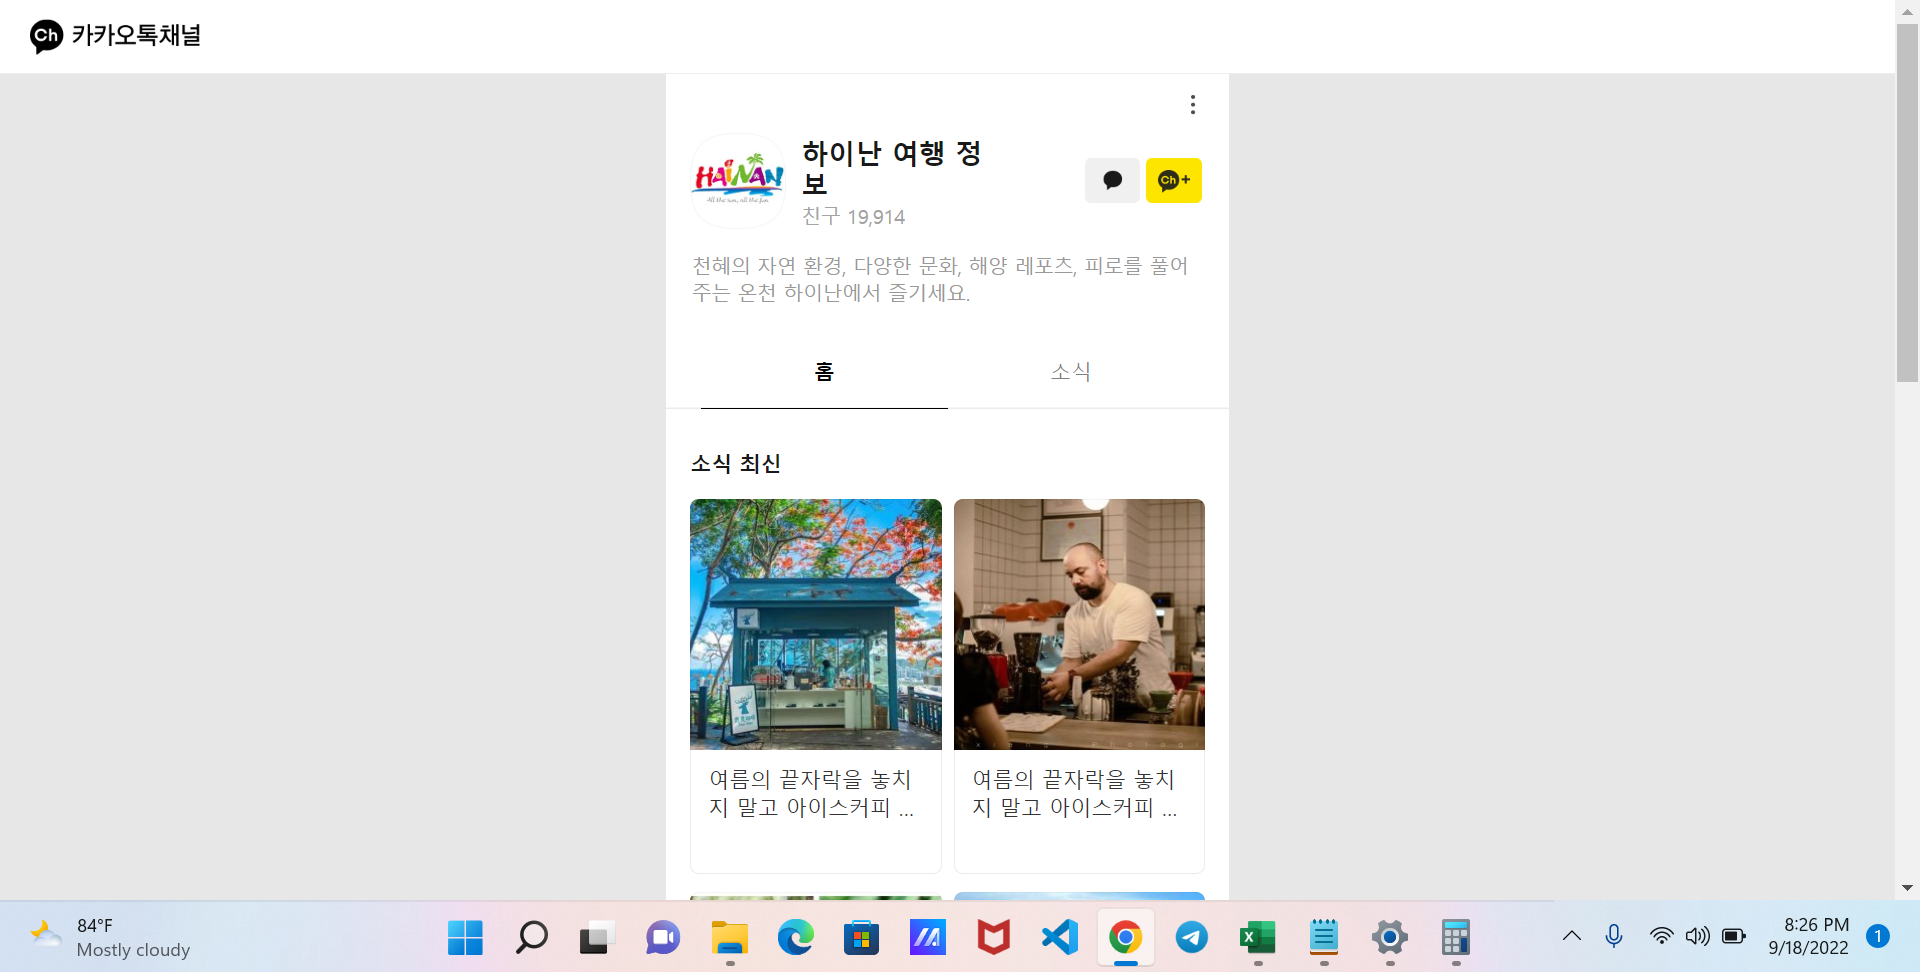 Ch 카카오톡채널
하이난 여행 정
보
친구 19,914
HAINAN
All the sun, all the fun
Ch+
천혜의 자연 환경, 다양한 문화, 해양 레포츠, 피로를 풀어
주는 온천 하이난에서 즐기세요.
홈 소식
소식 최신
여름의 끝자락을 놓치
지 말고 아이스커피 ...
여름의 끝자락을 놓치
지 말고 아이스커피 ...
84°F
Mostly cloudy
8:26 PM
9/18/2022
1